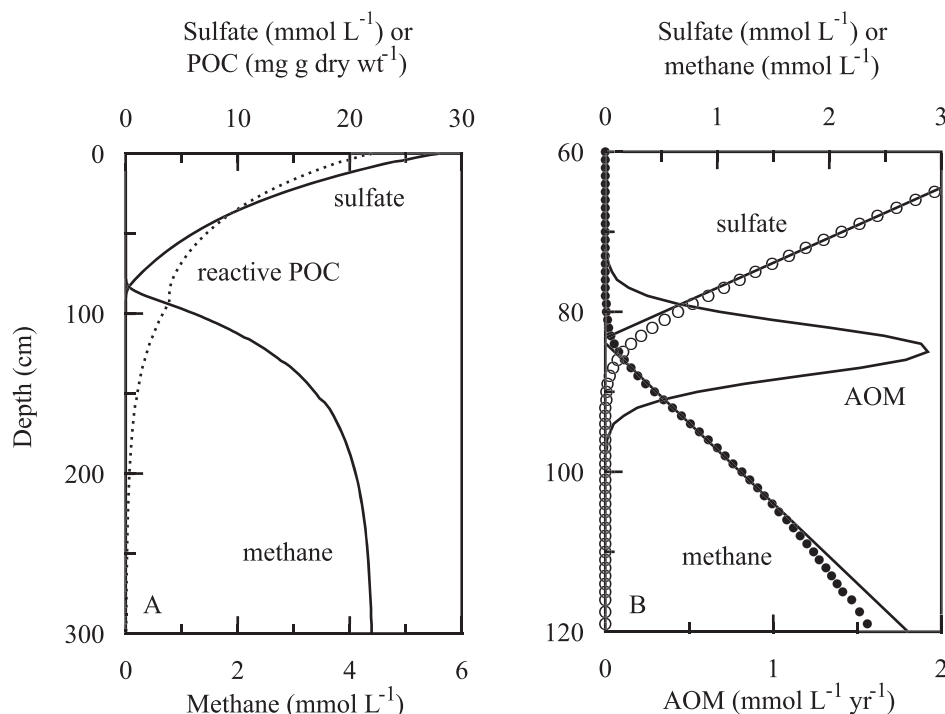 Sulfate (mmol L⁻¹) or
POC (mg g dry wt⁻¹)
0 10 20 30
0
100
200
300
Depth (cm)
sulfate
reactive POC
methane
A
0 2 4 6
Methane (mmol L⁻¹)
Sulfate (mmol L⁻¹) or
methane (mmol L⁻¹)
0 1 2 3
60
80
100
120
sulfate
AOM
methane
B
0 1 2
AOM (mmol L⁻¹ yr⁻¹)